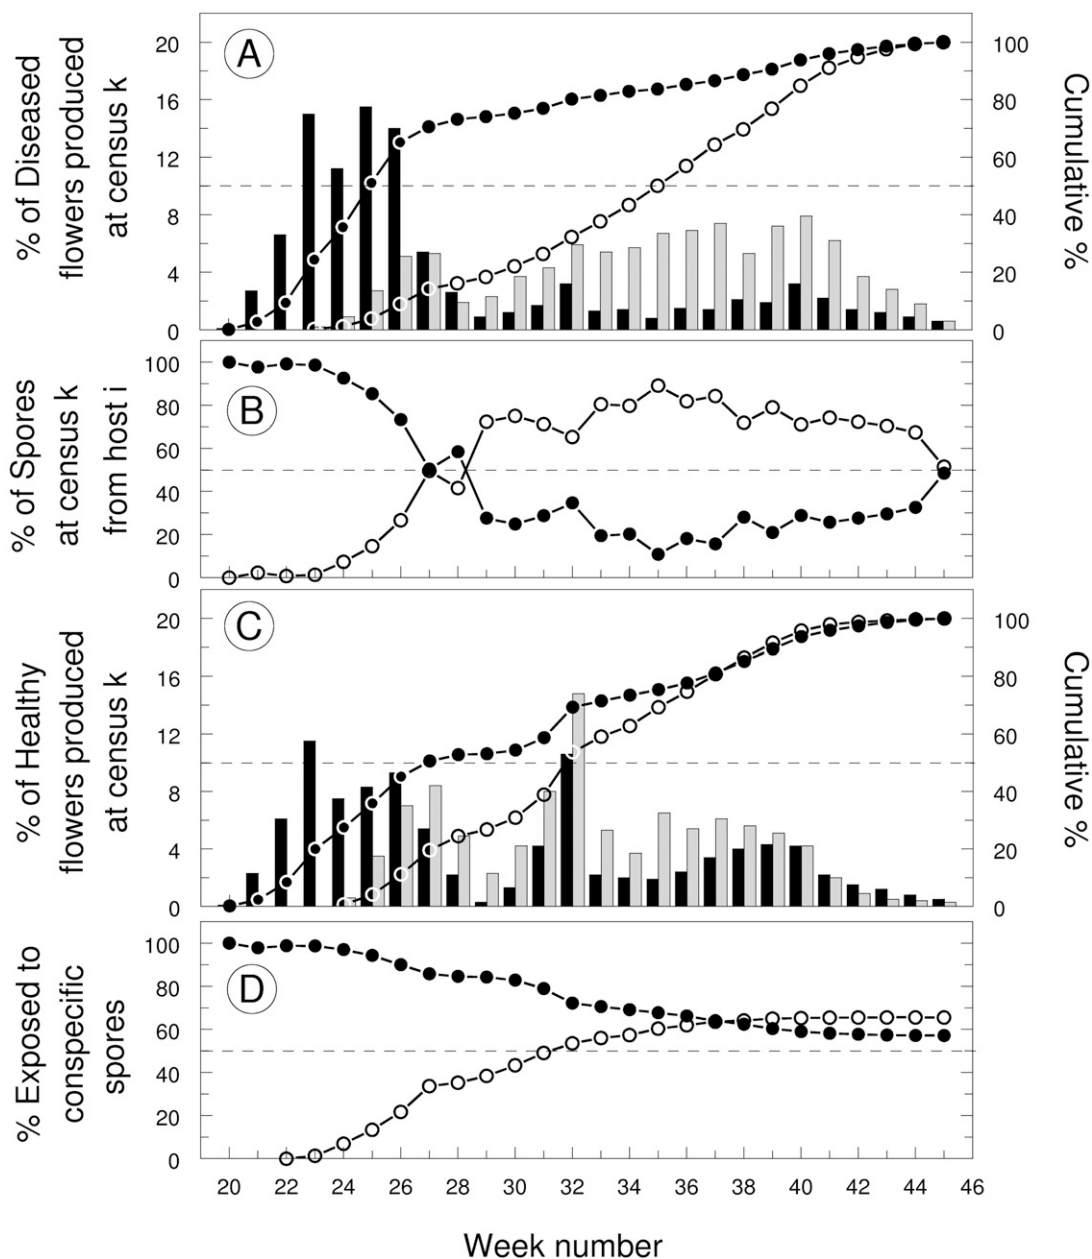 A
% of Diseased
flowers produced
at census k
20
16
12
8
4
0
100
80
60
40
20
0
Cumulative %
B
% of Spores
at census k
from host i
100
80
60
40
20
0
C
% of Healthy
flowers produced
at census k
20
16
12
8
4
0
100
80
60
40
20
0
Cumulative %
D
% Exposed to
conspecific
spores
100
80
60
40
20
0
20 22 24 26 28 30 32 34 36 38 40 42 44 46
Week number